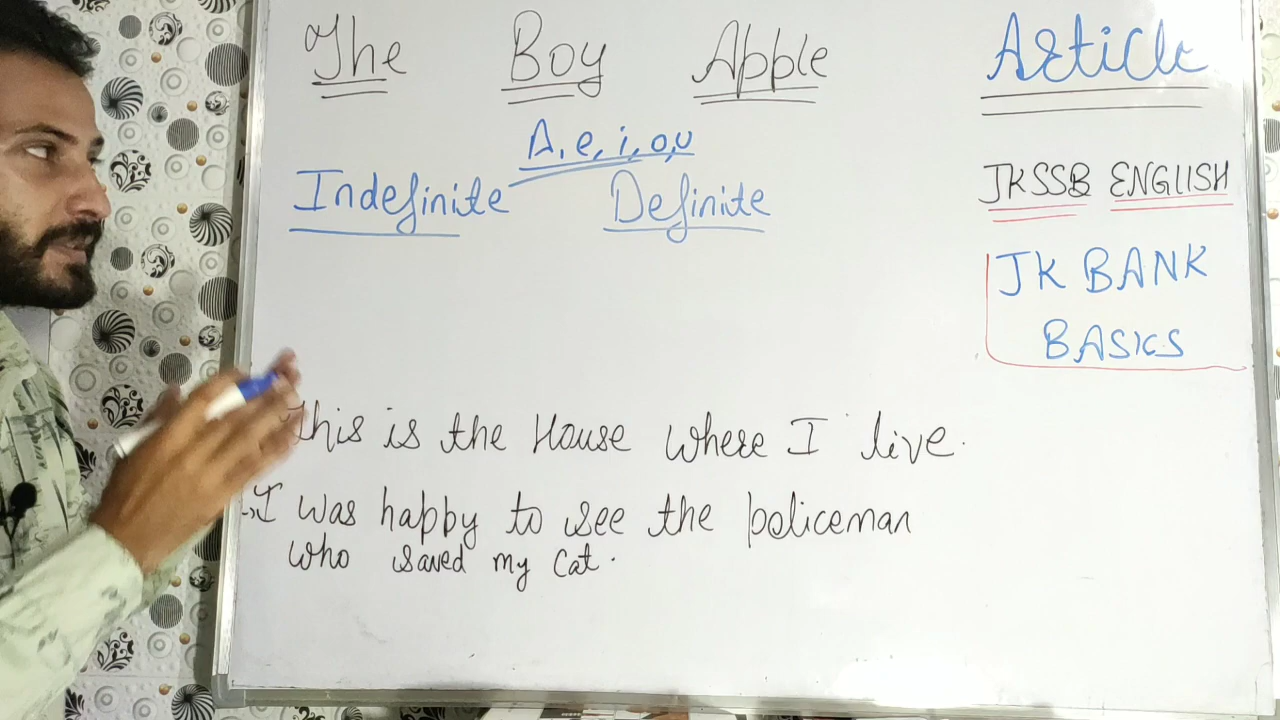 The Boy Apple Article
A, e, i, o, u
Indefinite Definite
JKSSB ENGLISH
JK BANK
BASICS
This is the House where I live.
I was happy to see the policeman
who saved my cat.